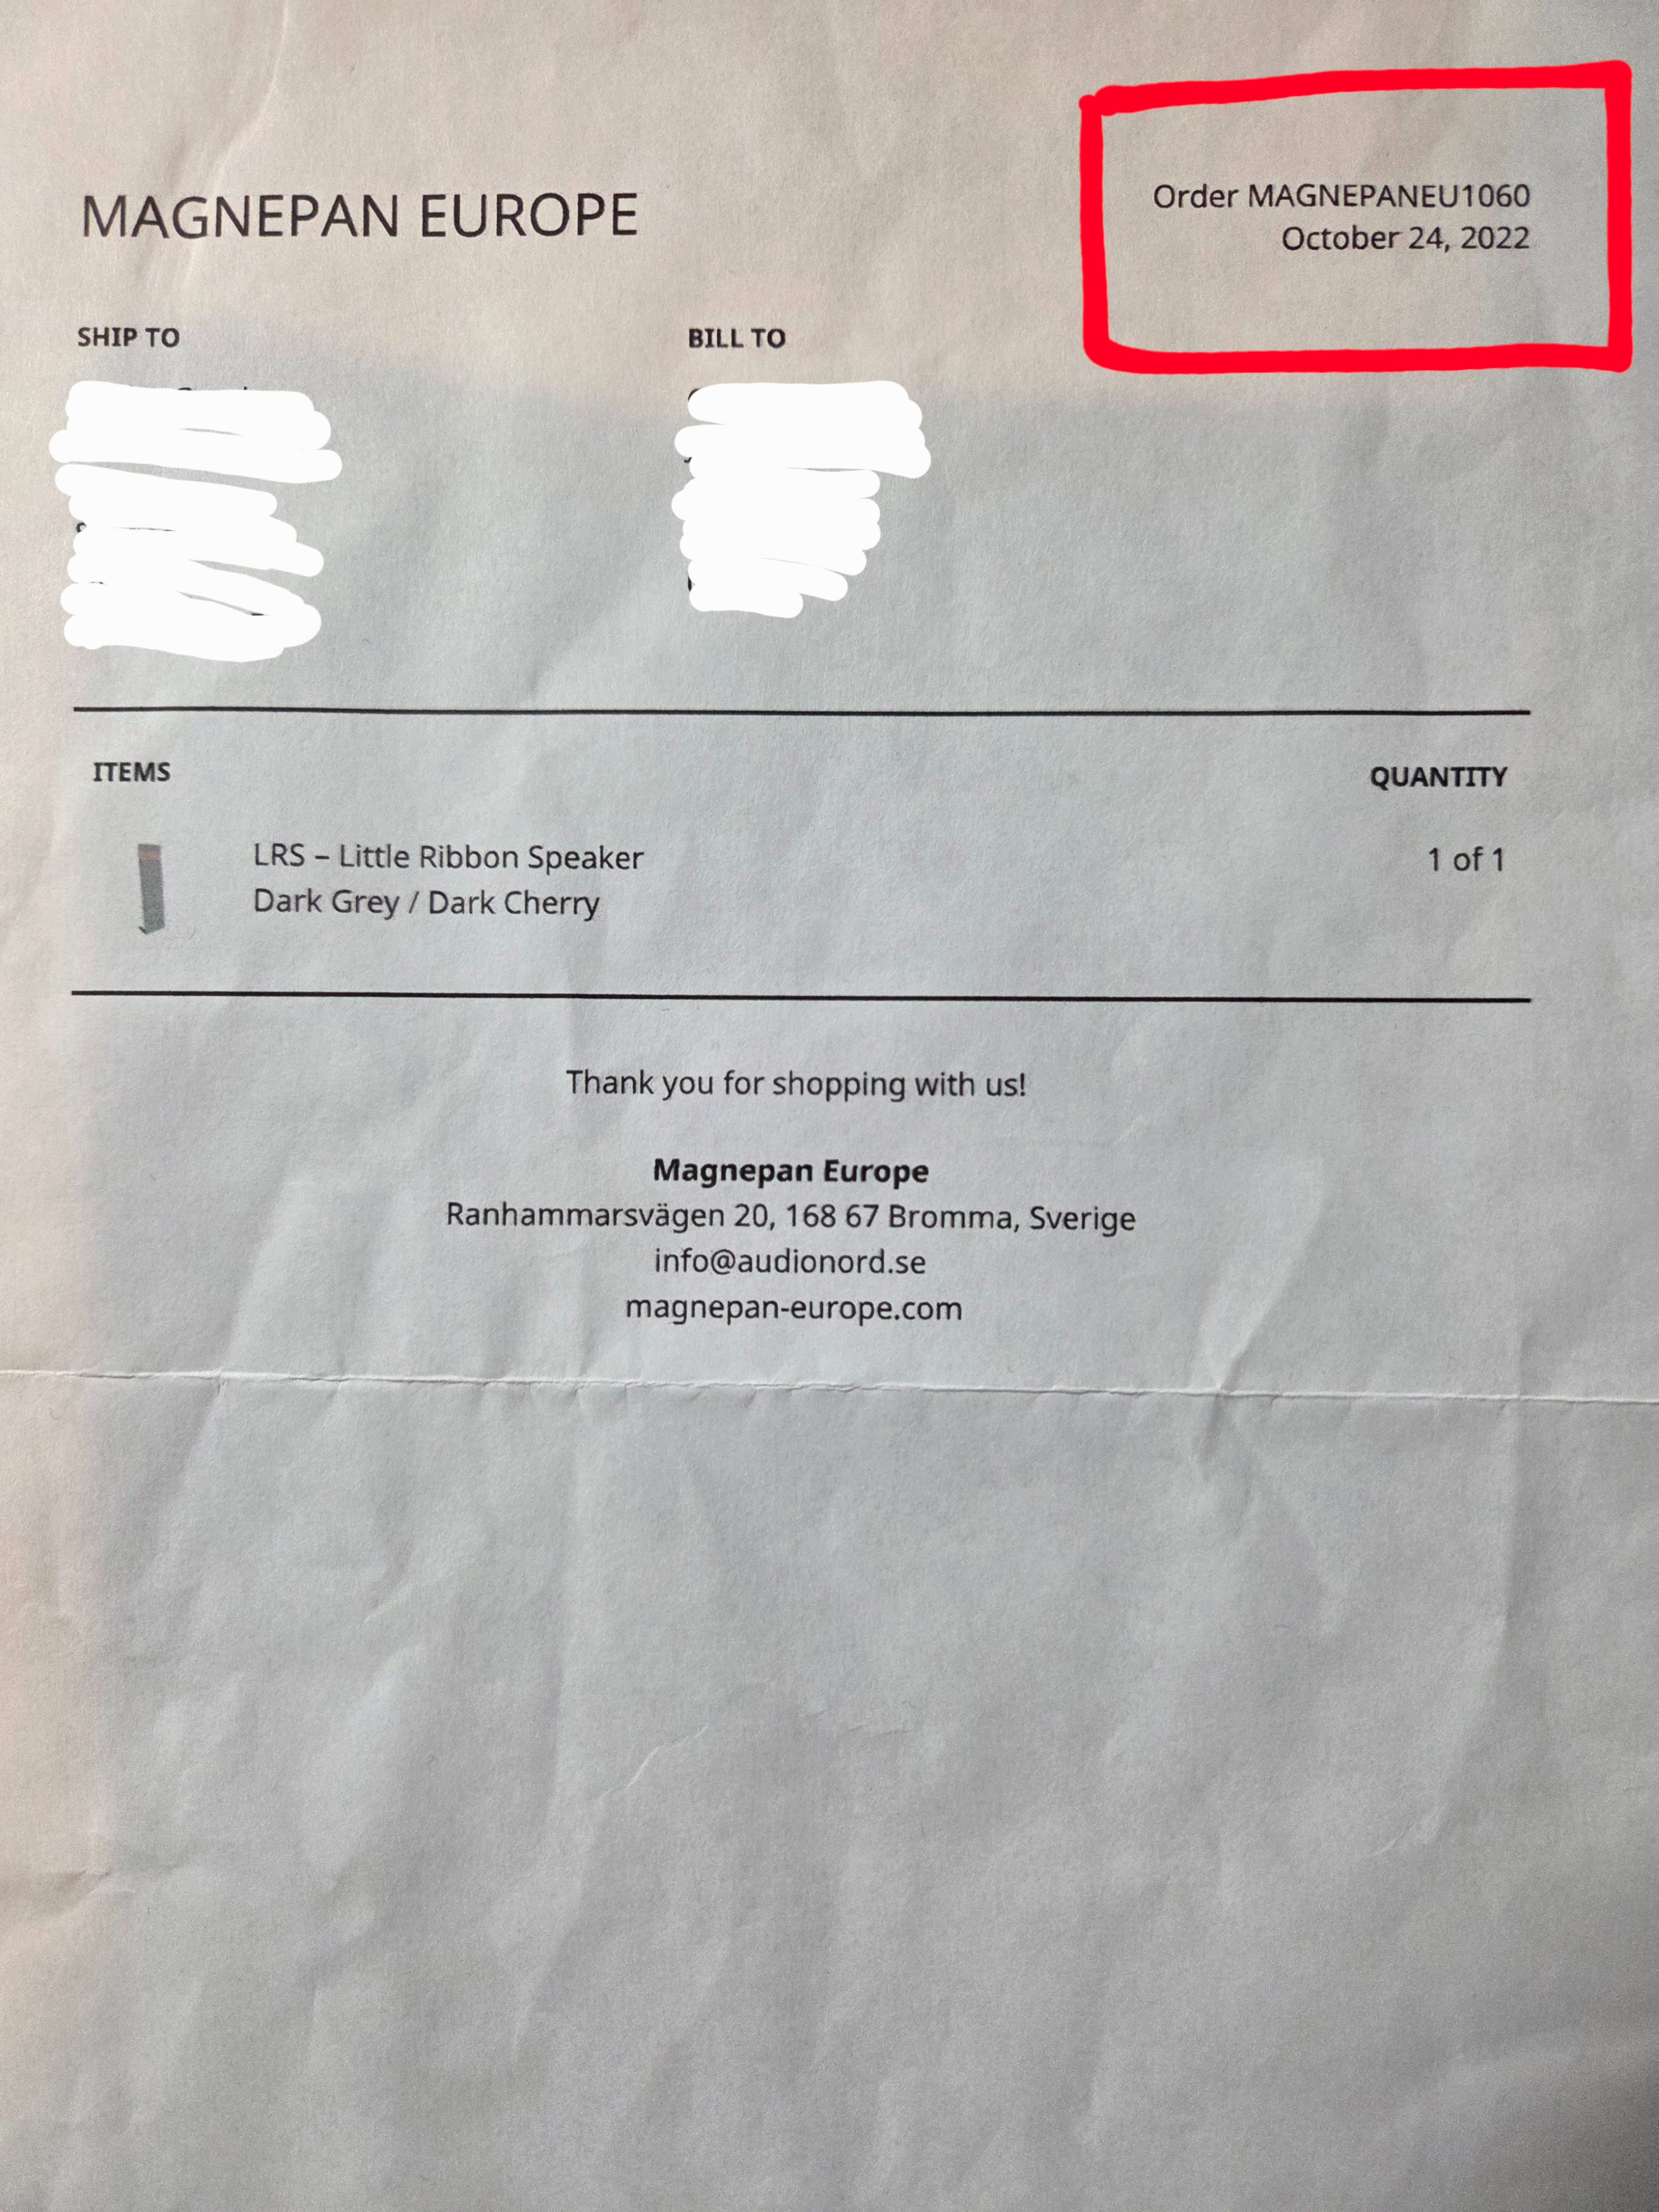 MAGNEPAN EUROPE
Order MAGNEPANEU1060
October 24, 2022
SHIP TO
BILL TO
ITEMS
QUANTITY
LRS – Little Ribbon Speaker
1 of 1
Dark Grey / Dark Cherry
Thank you for shopping with us!
Magnepan Europe
Ranhammarsvägen 20, 168 67 Bromma, Sverige
info@audionord.se
magnepan-europe.com